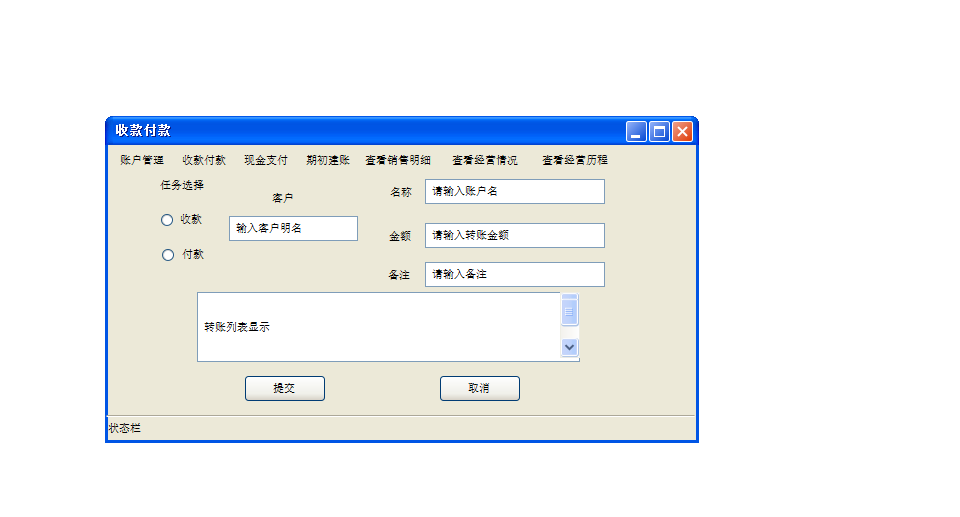 收款付款
账户管理 收款付款 现金支付 期初建账 查看销售明细 查看经营情况 查看经营历程
任务选择
客户
名称 请输入账户名
收款
输入客户明名
金额 请输入转账金额
付款
备注 请输入备注
转账列表显示
提交 取消
状态栏